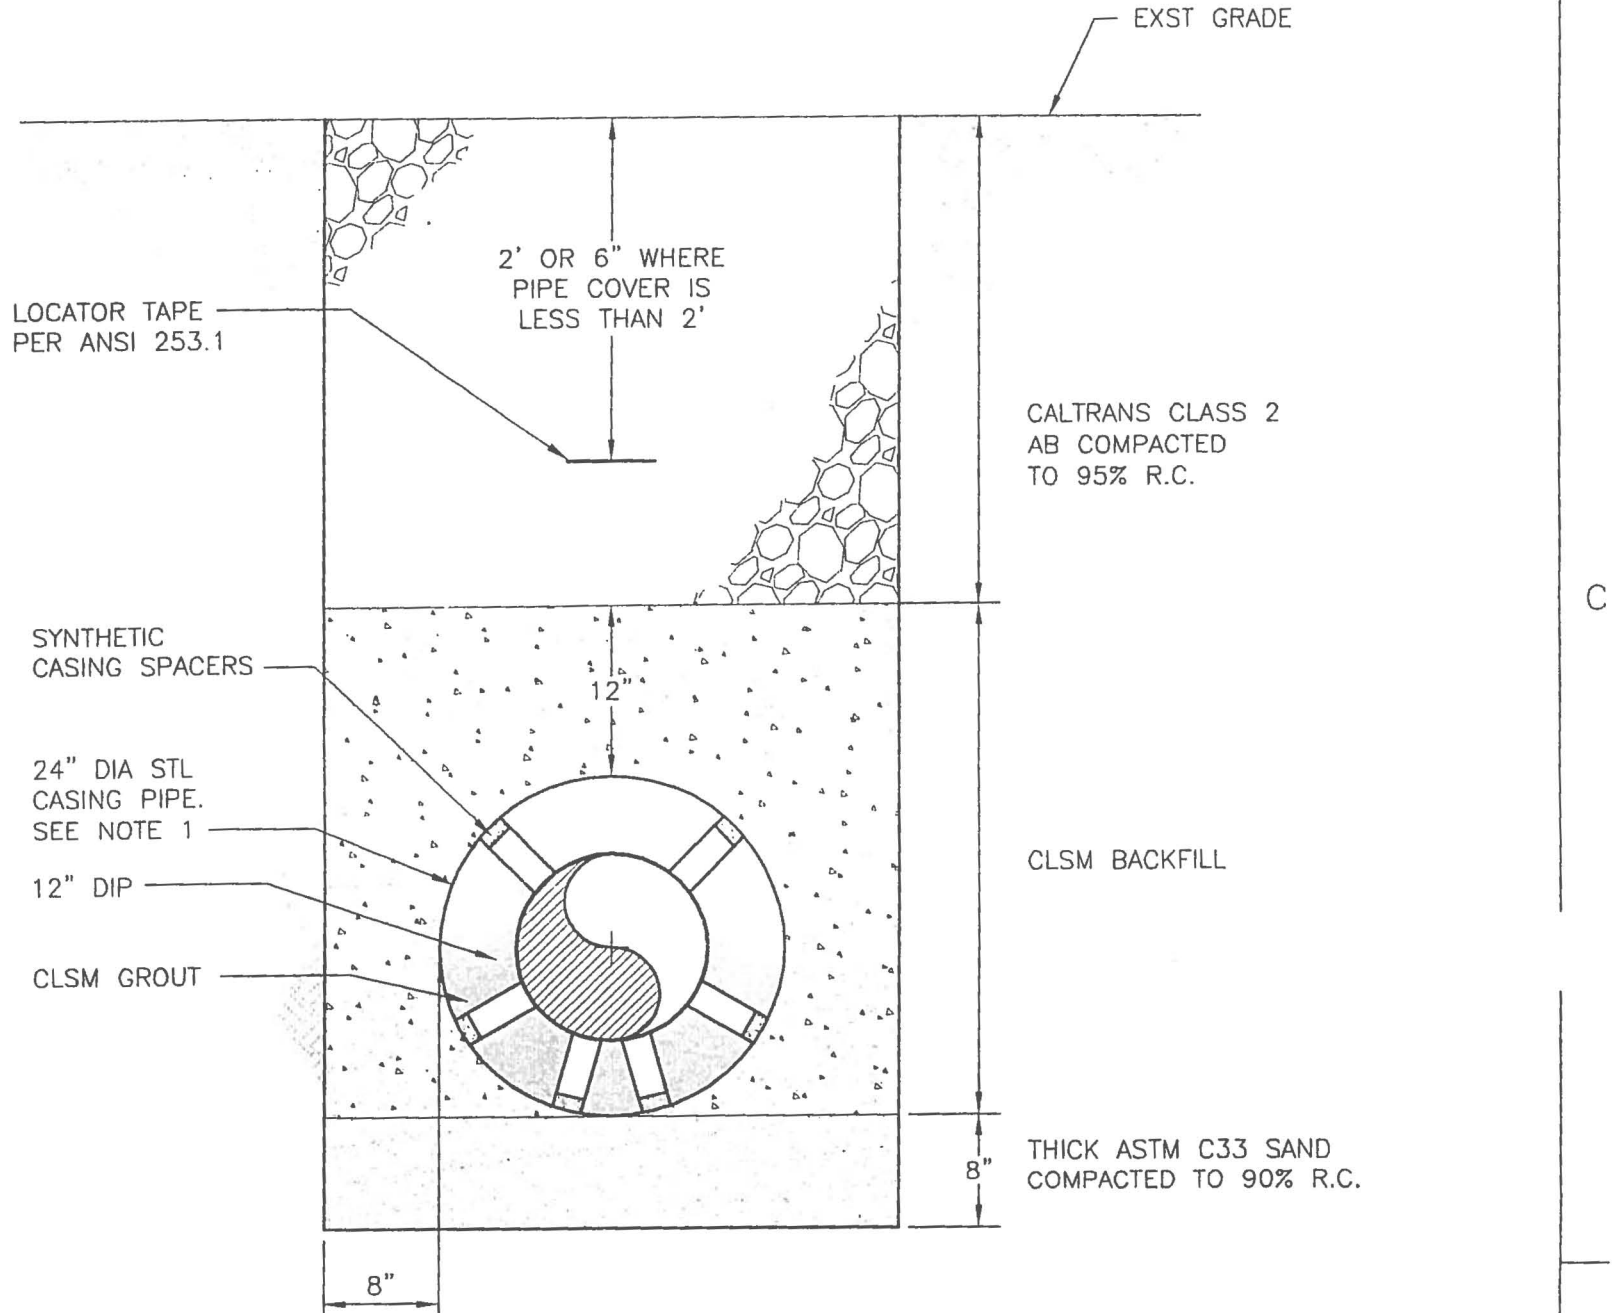 EXST GRADE
2' OR 6" WHERE
PIPE COVER IS
LESS THAN 2'
LOCATOR TAPE
PER ANSI 253.1
CALTRANS CLASS 2
AB COMPACTED
TO 95% R.C.
C
SYNTHETIC
CASING SPACERS
12"
24" DIA STL
CASING PIPE.
SEE NOTE 1
12" DIP
CLSM GROUT
CLSM BACKFILL
8"
THICK ASTM C33 SAND
COMPACTED TO 90% R.C.
8"